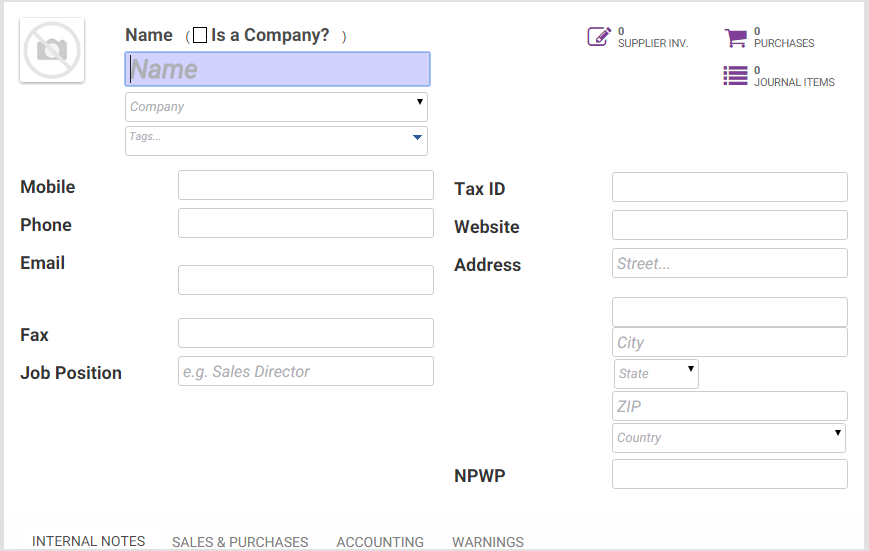 Name ( Is a Company? )
Name
Company
Tags...
0
SUPPLIER INV.
0
PURCHASES
0
JOURNAL ITEMS
Mobile
Phone
Email
Fax
Job Position e.g. Sales Director
Tax ID
Website
Address Street...
City
State
ZIP
Country
NPWP
INTERNAL NOTES SALES & PURCHASES ACCOUNTING WARNINGS